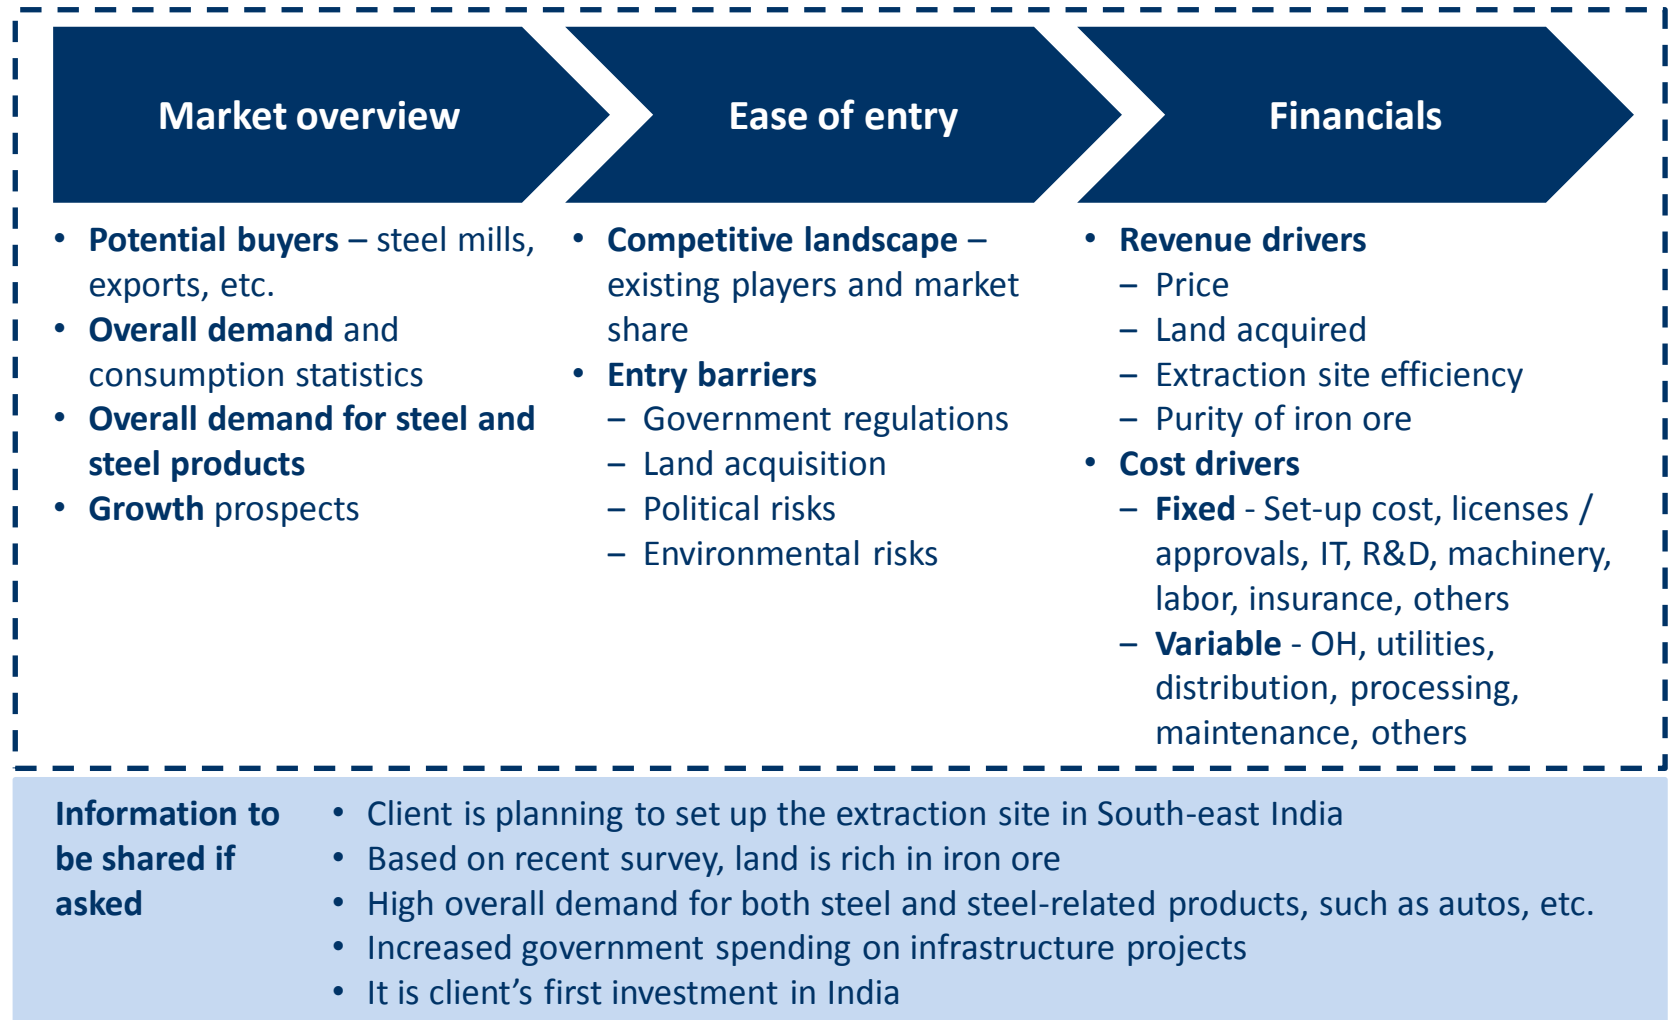 Market overview
Ease of entry
Financials
• Potential buyers – steel mills,
exports, etc.
• Overall demand and
consumption statistics
• Overall demand for steel and
steel products
• Growth prospects
• Competitive landscape –
existing players and market
share
• Entry barriers
– Government regulations
– Land acquisition
– Political risks
– Environmental risks
• Revenue drivers
– Price
– Land acquired
– Extraction site efficiency
– Purity of iron ore
• Cost drivers
– Fixed - Set-up cost, licenses /
approvals, IT, R&D, machinery,
labor, insurance, others
– Variable - OH, utilities,
distribution, processing,
maintenance, others
Information to
be shared if
asked
• Client is planning to set up the extraction site in South-east India
• Based on recent survey, land is rich in iron ore
• High overall demand for both steel and steel-related products, such as autos, etc.
• Increased government spending on infrastructure projects
• It is client’s first investment in India